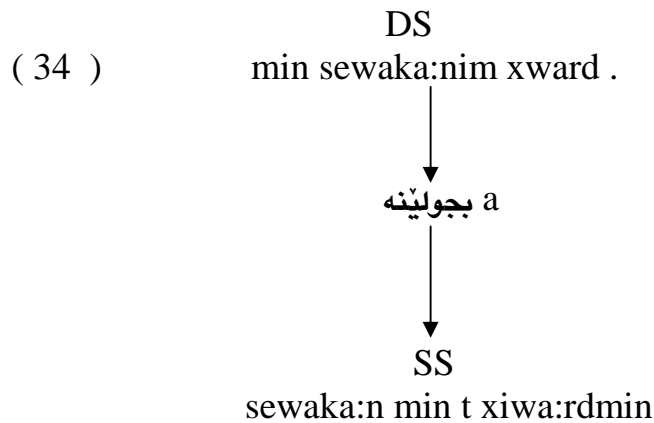 DS
( 34 ) min sewaka:nim xward .
a بجولێنه
SS
sewaka:n min t xiwa:rdmin